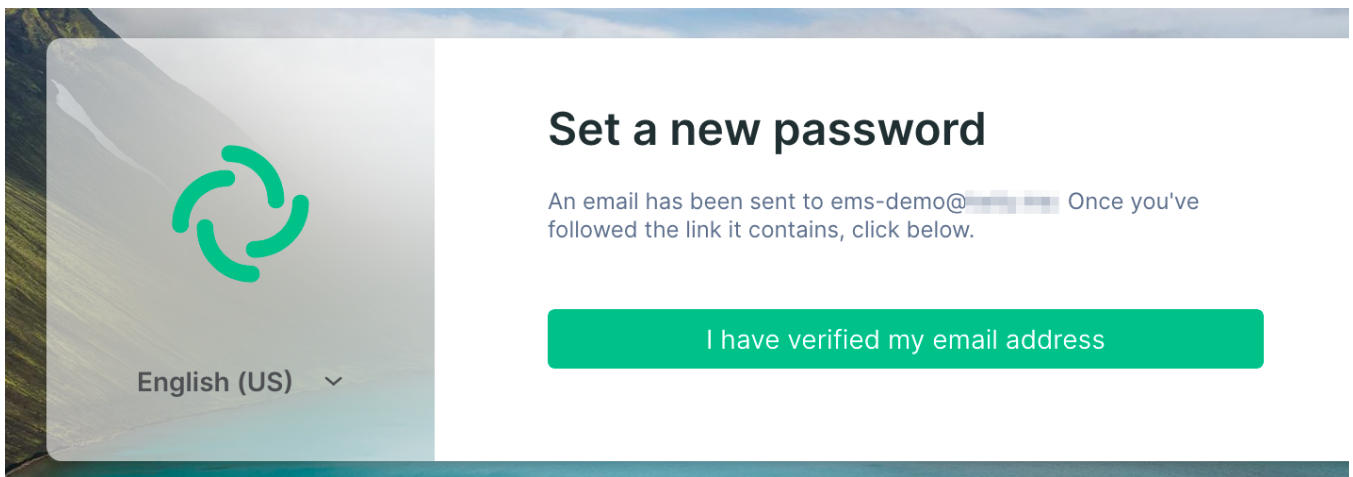 Set a new password
An email has been sent to ems-demo@ Once you've
followed the link it contains, click below.
I have verified my email address
English (US)